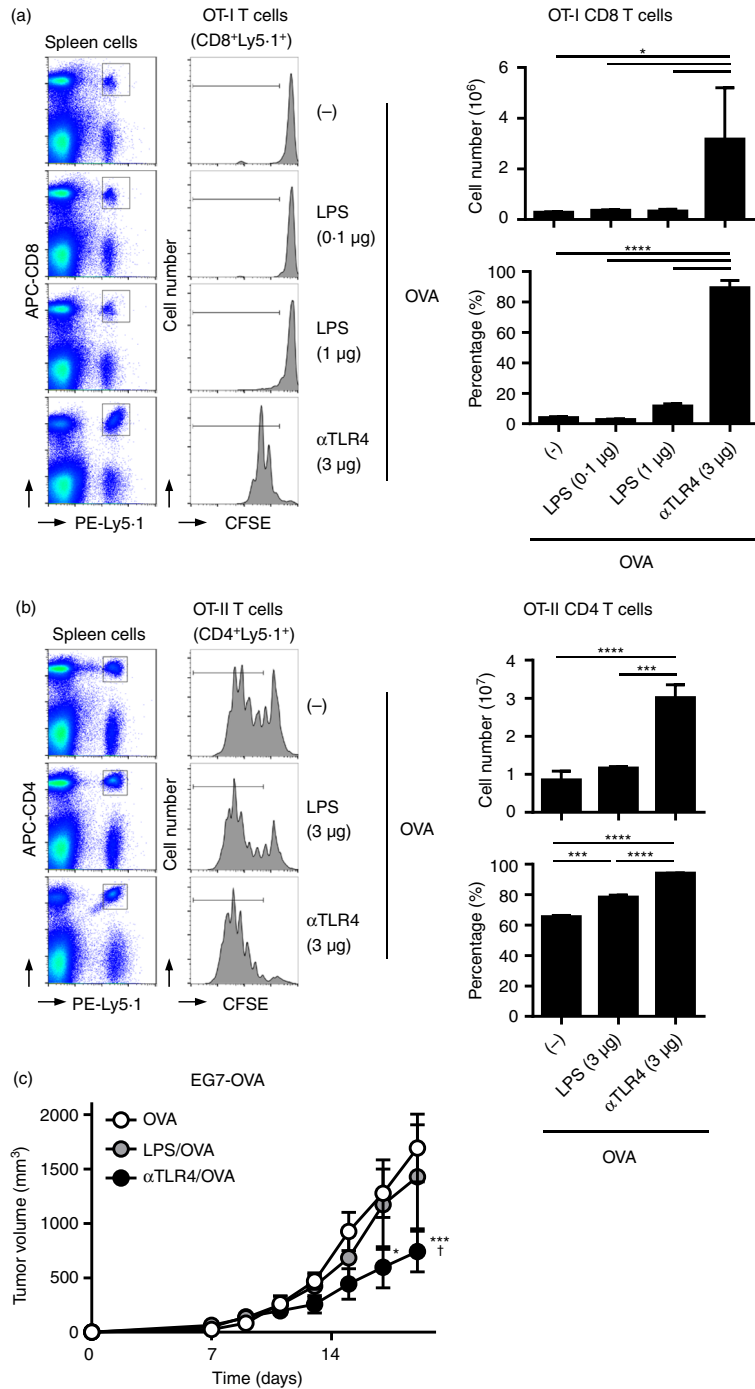 (a)
Spleen cells
OT-I T cells
(CD8+Ly5·1+)
OT-I CD8 T cells
APC-CD8
Cell number
(–)
LPS
(0·1 µg)
LPS
(1 µg)
αTLR4
(3 µg)
OVA
PE-Ly5·1
CFSE
Cell number (10⁶)
6
4
2
0
*
Percentage (%)
100
80
60
40
20
0
****
(-)
LPS (0·1 µg)
LPS (1 µg)
αTLR4 (3 µg)
OVA
(b)
Spleen cells
OT-II T cells
(CD4+Ly5·1+)
OT-II CD4 T cells
APC-CD4
Cell number
(–)
LPS
(3 µg)
αTLR4
(3 µg)
OVA
PE-Ly5·1
CFSE
Cell number (10⁷)
4
3
2
1
0
****
***
Percentage (%)
100
80
60
40
20
0
****
*** ****
(–)
LPS (3 µg)
αTLR4 (3 µg)
OVA
(c)
EG7-OVA
OVA
LPS/OVA
αTLR4/OVA
Tumor volume (mm³)
2000
1500
1000
500
0
*
***
†
0 7 14
Time (days)